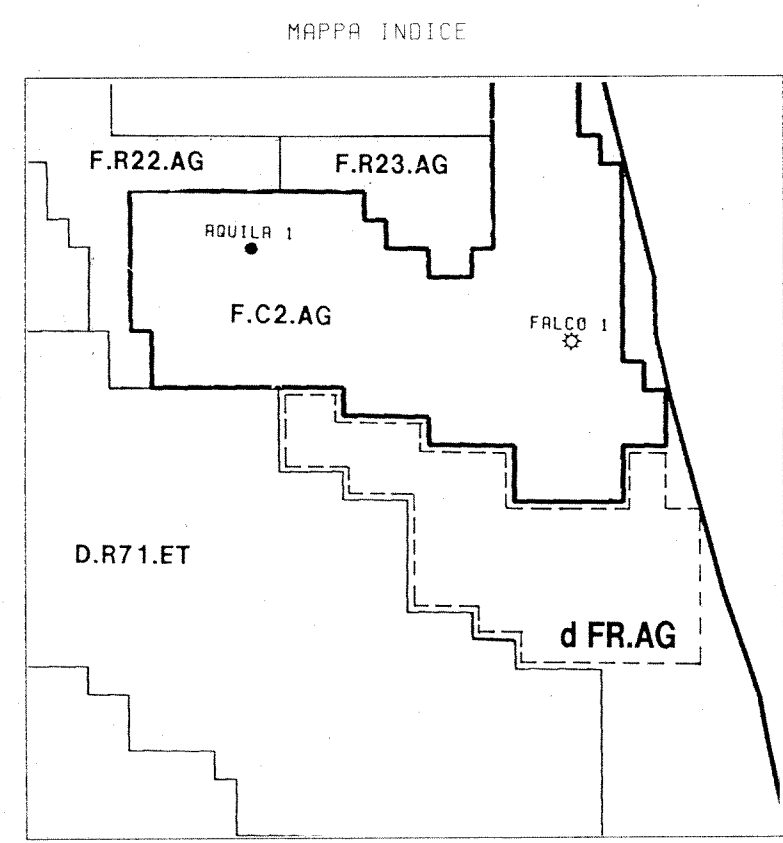 MAPPA INDICE
F.R22.AG
F.R23.AG
AQUILA 1
F.C2.AG
FALCO 1
D.R71.ET
d FR.AG